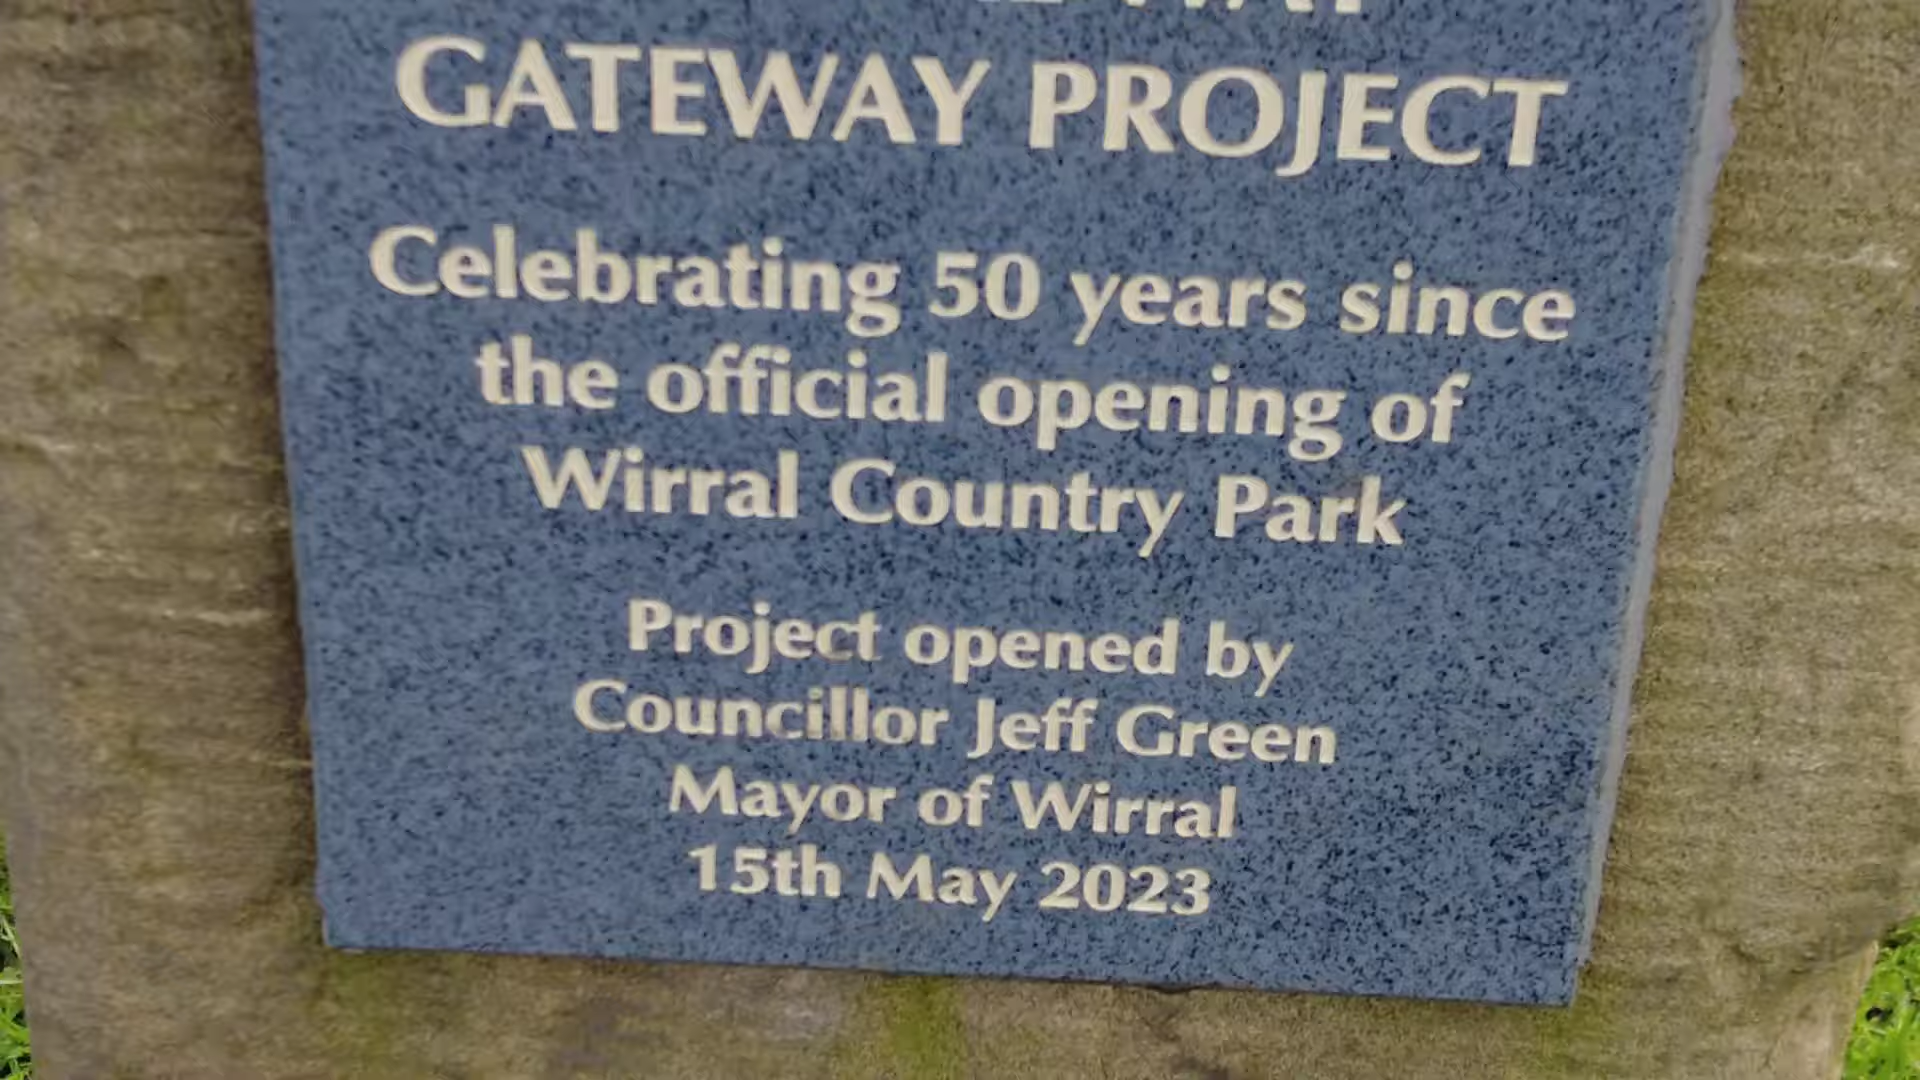 GATEWAY PROJECT
Celebrating 50 years since
the official opening of
Wirral Country Park
Project opened by
Councillor Jeff Green
Mayor of Wirral
15th May 2023